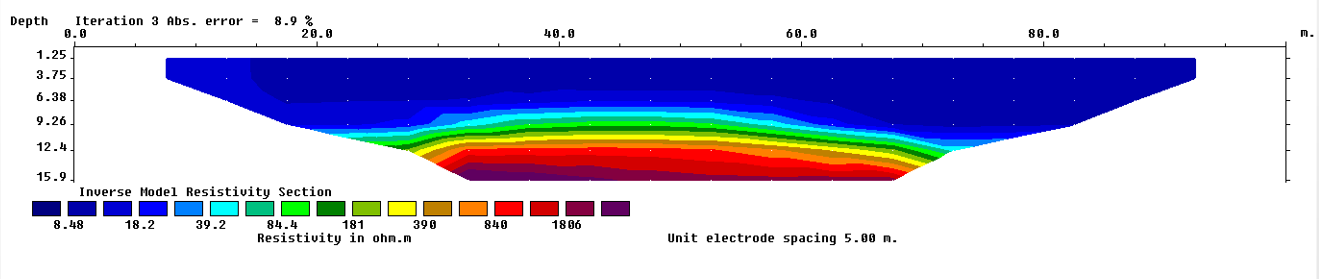 Depth Iteration 3 Abs. error = 8.9 %
0.0 20.0 40.0 60.0 80.0 m.
1.25
3.75
6.38
9.26
12.4
15.9
Inverse Model Resistivity Section
8.48 18.2 39.2 84.4 181 390 840 1806
Resistivity in ohm.m Unit electrode spacing 5.00 m.